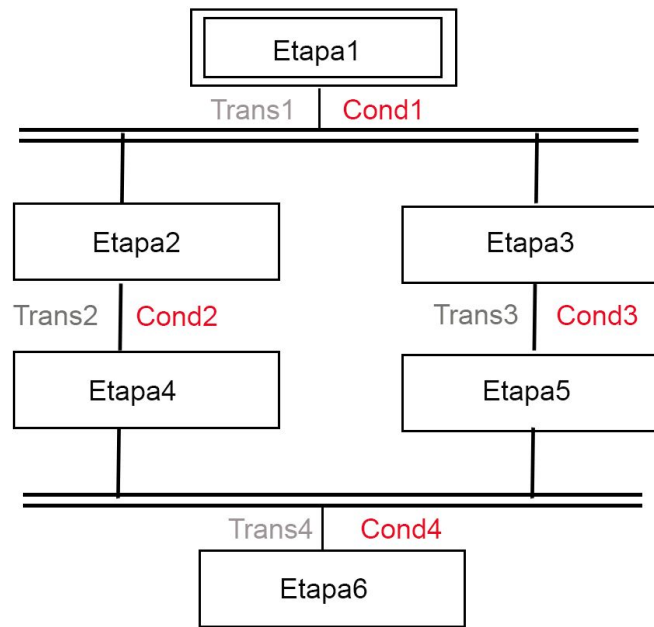 Etapa1
Trans1 Cond1
Etapa2 Etapa3
Trans2 Cond2 Trans3 Cond3
Etapa4 Etapa5
Trans4 Cond4
Etapa6